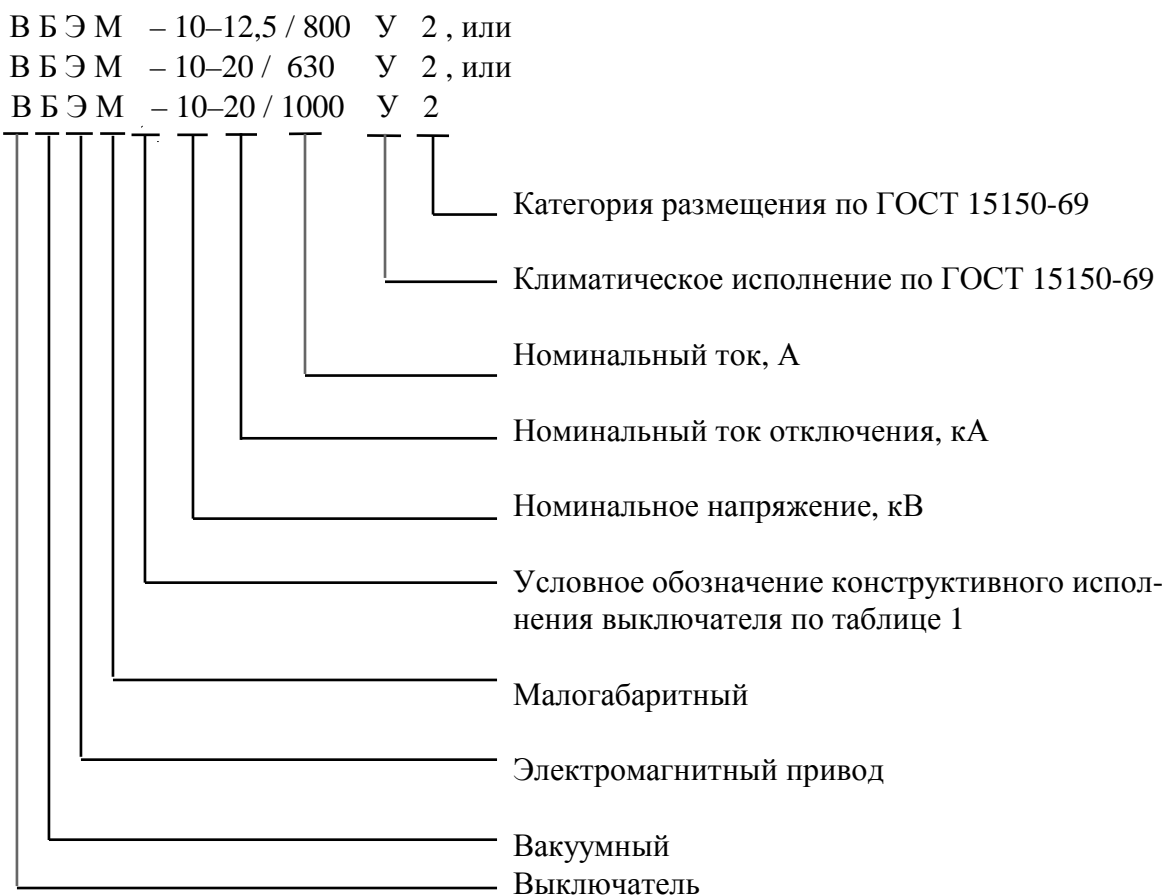 В Б Э М – 10–12,5 / 800 У 2 , или
В Б Э М – 10–20 / 630 У 2 , или
В Б Э М – 10–20 / 1000 У 2
Категория размещения по ГОСТ 15150-69
Климатическое исполнение по ГОСТ 15150-69
Номинальный ток, А
Номинальный ток отключения, кА
Номинальное напряжение, кВ
Условное обозначение конструктивного испол-
нения выключателя по таблице 1
Малогабаритный
Электромагнитный привод
Вакуумный
Выключатель